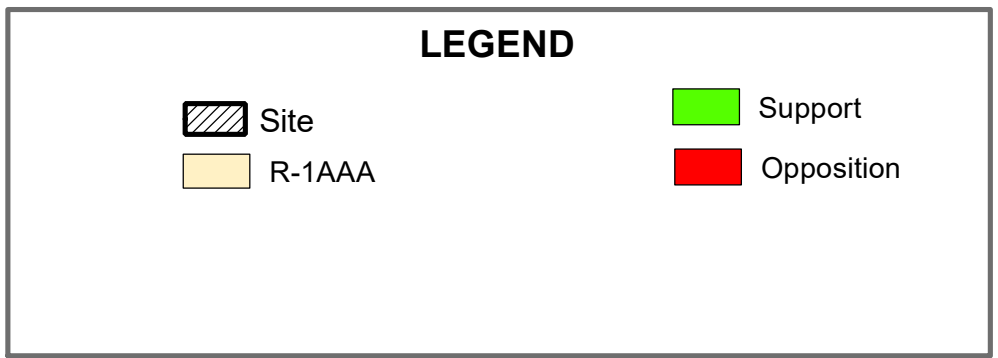 LEGEND
Site
R-1AAA
Support
Opposition